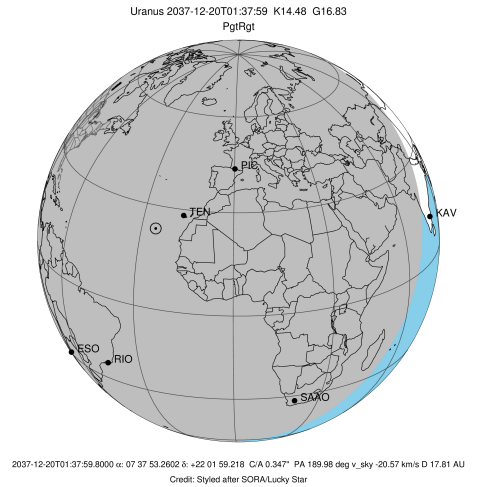 Uranus 2037-12-20T01:37:59 K14.48 G16.83
PgtRgt
PIC
TEN
KAV
ESO
RIO
SAAO
2037-12-20T01:37:59.8000 α: 07 37 53.2602 δ: +22 01 59.218 C/A 0.347" PA 189.98 deg v_sky -20.57 km/s D 17.81 AU
Credit: Styled after SORA/Lucky Star